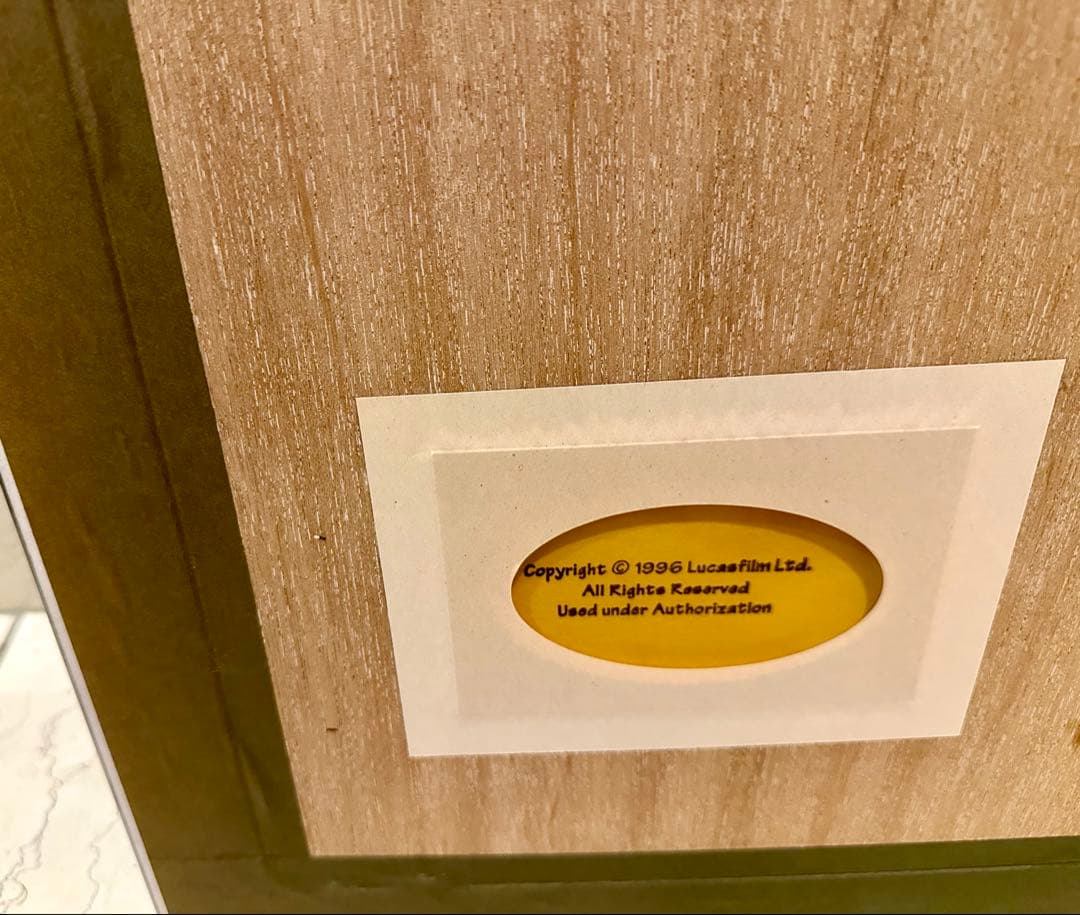 Copyright © 1996 Lucasfilm Ltd.
All Rights Reserved
Used under Authorization